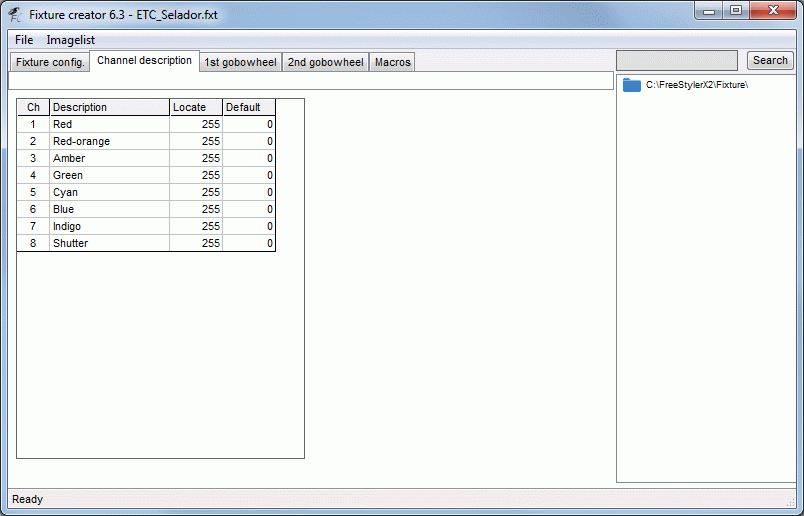 Fixture creator 6.3 - ETC_Selador.fxt
File Imagelist
Fixture config. Channel description 1st gobowheel 2nd gobowheel Macros Search
C:\FreeStylerX2\Fixture\
Ch Description Locate Default
1 Red 255 0
2 Red-orange 255 0
3 Amber 255 0
4 Green 255 0
5 Cyan 255 0
6 Blue 255 0
7 Indigo 255 0
8 Shutter 255 0
Ready